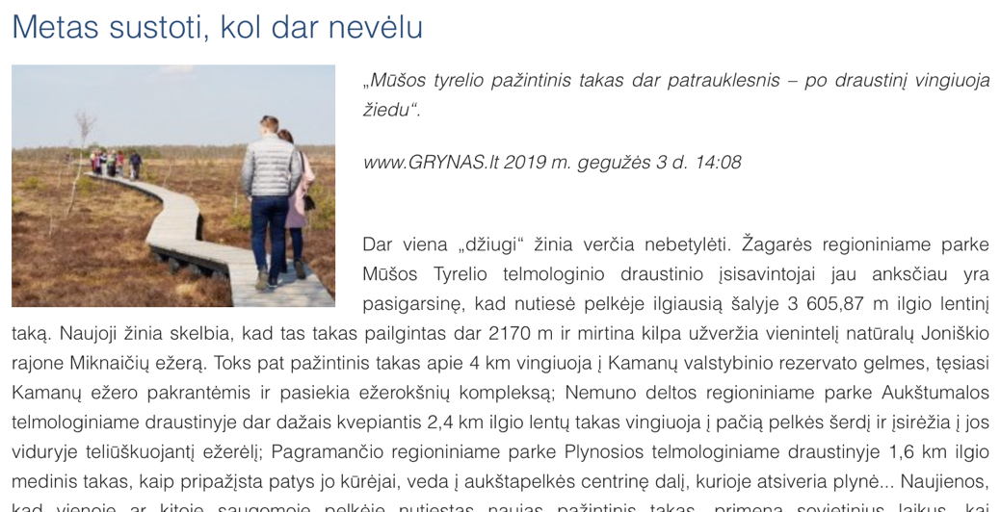 Metas sustoti, kol dar nevėlu
„Mūšos tyrelio pažintinis takas dar patrauklesnis – po draustinį vingiuoja
žiedu“.
www.GRYNAS.lt 2019 m. gegužės 3 d. 14:08
Dar viena „džiugi“ žinia verčia nebetylėti. Žagarės regioniniame parke
Mūšos Tyrelio telmologinio draustinio įsisavintojai jau anksčiau yra
pasigarsinę, kad nutiesė pelkėje ilgiausią šalyje 3 605,87 m ilgio lentinį
taką. Naujoji žinia skelbia, kad tas takas pailgintas dar 2170 m ir mirtina kilpa užveržia vienintelį natūralų Joniškio
rajone Miknaičių ežerą. Toks pat pažintinis takas apie 4 km vingiuoja į Kamanų valstybinio rezervato gelmes, tęsiasi
Kamanų ežero pakrantėmis ir pasiekia ežerokšnių kompleksą; Nemuno deltos regioniniame parke Aukštumalos
telmologiniame draustinyje dar dažais kvepiantis 2,4 km ilgio lentų takas vingiuoja į pačią pelkės šerdį ir įsirėžia į jos
viduryje teliūškuojantį ežerėlį; Pagramančio regioniniame parke Plynosios telmologiniame draustinyje 1,6 km ilgio
medinis takas, kaip pripažįsta patys jo kūrėjai, veda į aukštapelkės centrinę dalį, kurioje atsiveria plynė... Naujienos,
kad vienoje ar kitoje saugomoje pelkėje nutiestas naujas pažintinis takas, primena sovietinius laikus, kai